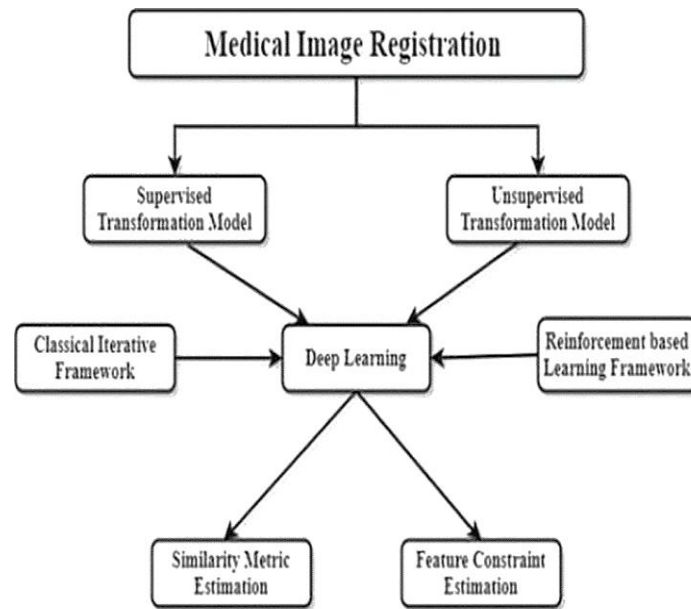 Medical Image Registration
Supervised
Transformation Model
Unsupervised
Transformation Model
Classical Iterative
Framework
Deep Learning
Reinforcement based
Learning Framework
Similarity Metric
Estimation
Feature Constraint
Estimation